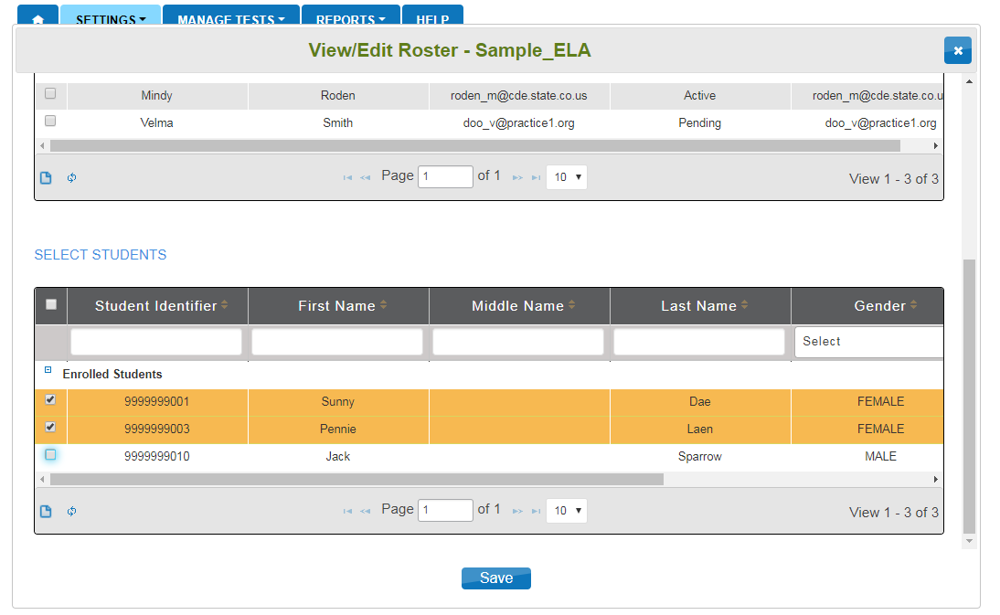 SETTINGS MANAGE TESTS REPORTS HELP
View/Edit Roster - Sample_ELA
Mindy Roden roden_m@cde.state.co.us Active roden_m@cde.state.co.u
Velma Smith doo_v@practice1.org Pending doo_v@practice1.org
Page 1 of 1 10 View 1 - 3 of 3
SELECT STUDENTS
Student Identifier First Name Middle Name Last Name Gender
Select
Enrolled Students
9999999001 Sunny Dae FEMALE
9999999003 Pennie Laen FEMALE
9999999010 Jack Sparrow MALE
Page 1 of 1 10 View 1 - 3 of 3
Save